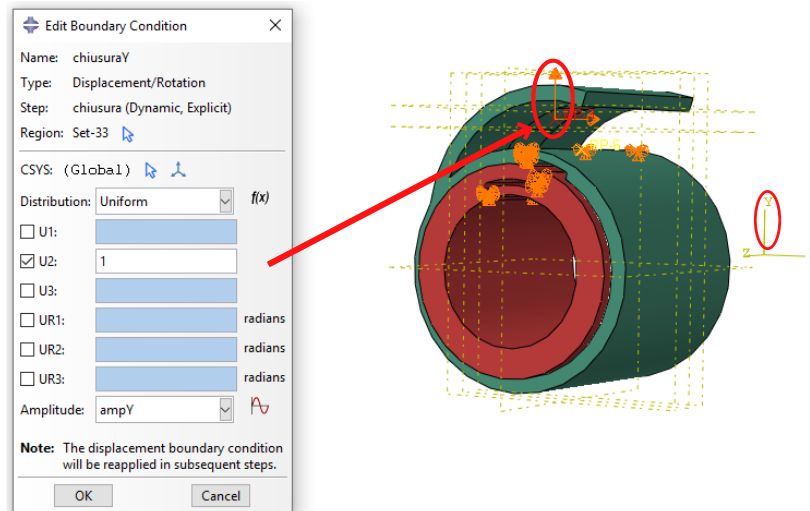 Edit Boundary Condition
Name: chiusuraY
Type: Displacement/Rotation
Step: chiusura (Dynamic, Explicit)
Region: Set-33
CSYS: (Global)
Distribution: Uniform f(x)
U1:
U2: 1
U3:
UR1: radians
UR2: radians
UR3: radians
Amplitude: ampY
Note: The displacement boundary condition
will be reapplied in subsequent steps.
OK Cancel
Y
Z